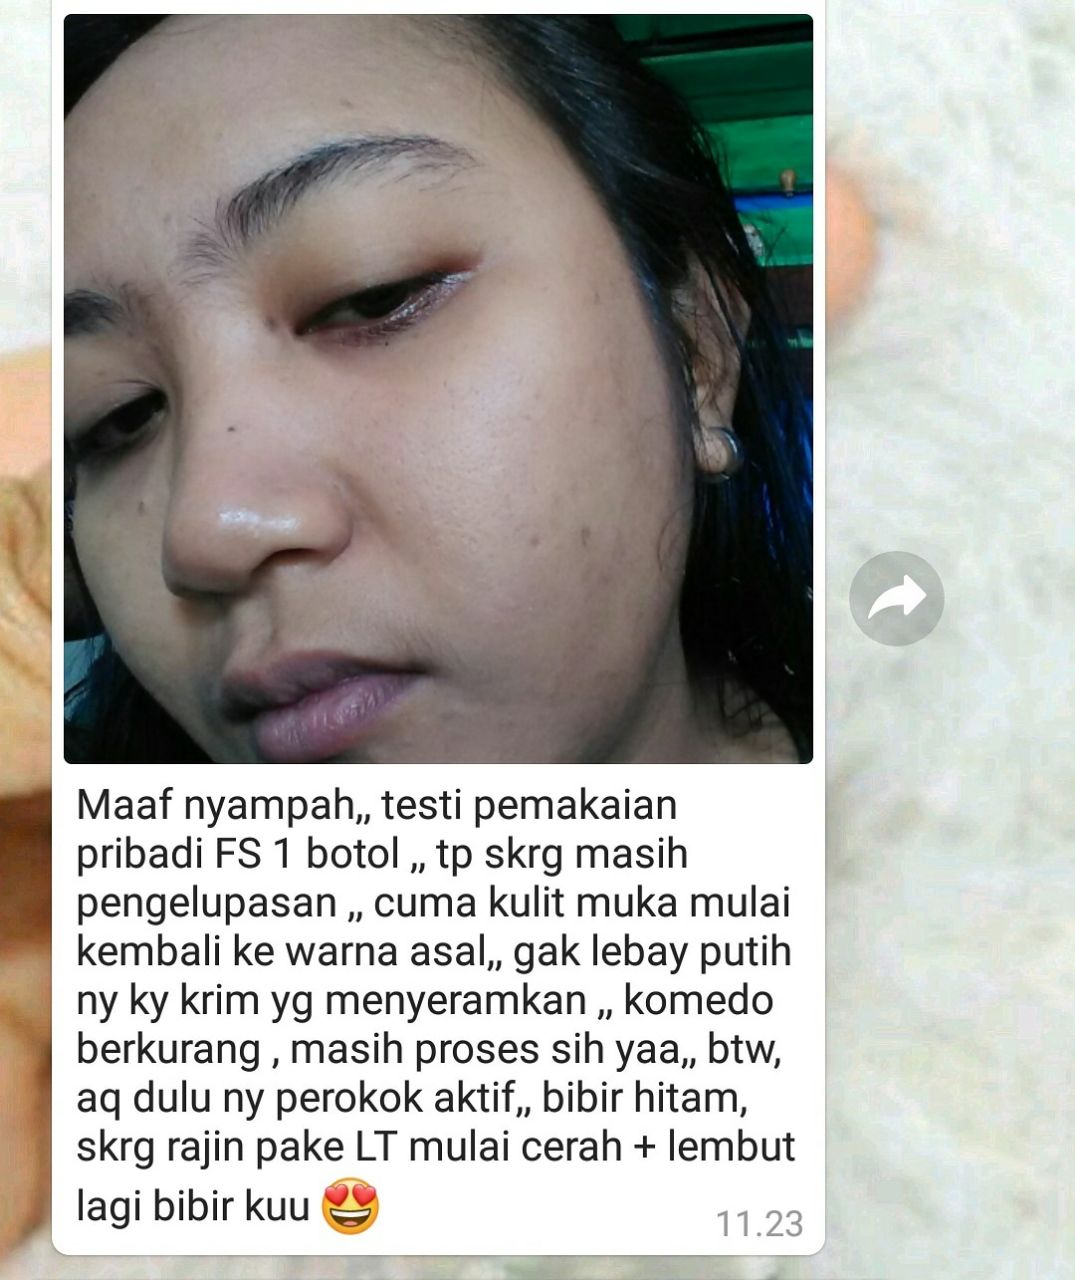 Maaf nyampah,, testi pemakaian
pribadi FS 1 botol ,, tp skrg masih
pengelupasan ,, cuma kulit muka mulai
kembali ke warna asal,, gak lebay putih
ny ky krim yg menyeramkan ,, komedo
berkurang , masih proses sih yaa,, btw,
aq dulu ny perokok aktif,, bibir hitam,
skrg rajin pake LT mulai cerah + lembut
lagi bibir kuu 😍
11.23